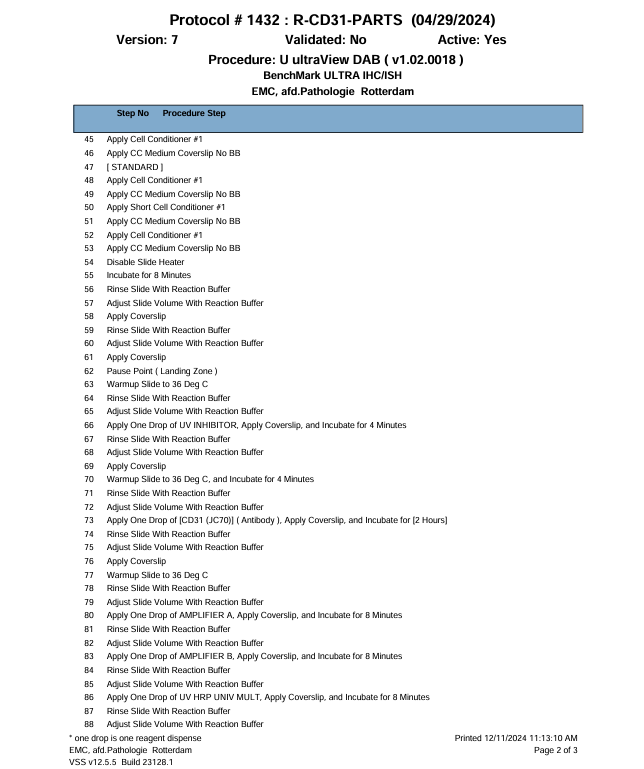 Protocol # 1432 : R-CD31-PARTS (04/29/2024)
Version: 7 Validated: No Active: Yes
Procedure: U ultraView DAB ( v1.02.0018 )
BenchMark ULTRA IHC/ISH
EMC, afd.Pathologie Rotterdam
Step No Procedure Step
45 Apply Cell Conditioner #1
46 Apply CC Medium Coverslip No BB
47 [ STANDARD ]
48 Apply Cell Conditioner #1
49 Apply CC Medium Coverslip No BB
50 Apply Short Cell Conditioner #1
51 Apply CC Medium Coverslip No BB
52 Apply Cell Conditioner #1
53 Apply CC Medium Coverslip No BB
54 Disable Slide Heater
55 Incubate for 8 Minutes
56 Rinse Slide With Reaction Buffer
57 Adjust Slide Volume With Reaction Buffer
58 Apply Coverslip
59 Rinse Slide With Reaction Buffer
60 Adjust Slide Volume With Reaction Buffer
61 Apply Coverslip
62 Pause Point ( Landing Zone )
63 Warmup Slide to 36 Deg C
64 Rinse Slide With Reaction Buffer
65 Adjust Slide Volume With Reaction Buffer
66 Apply One Drop of UV INHIBITOR, Apply Coverslip, and Incubate for 4 Minutes
67 Rinse Slide With Reaction Buffer
68 Adjust Slide Volume With Reaction Buffer
69 Apply Coverslip
70 Warmup Slide to 36 Deg C, and Incubate for 4 Minutes
71 Rinse Slide With Reaction Buffer
72 Adjust Slide Volume With Reaction Buffer
73 Apply One Drop of [CD31 (JC70)] ( Antibody ), Apply Coverslip, and Incubate for [2 Hours]
74 Rinse Slide With Reaction Buffer
75 Adjust Slide Volume With Reaction Buffer
76 Apply Coverslip
77 Warmup Slide to 36 Deg C
78 Rinse Slide With Reaction Buffer
79 Adjust Slide Volume With Reaction Buffer
80 Apply One Drop of AMPLIFIER A, Apply Coverslip, and Incubate for 8 Minutes
81 Rinse Slide With Reaction Buffer
82 Adjust Slide Volume With Reaction Buffer
83 Apply One Drop of AMPLIFIER B, Apply Coverslip, and Incubate for 8 Minutes
84 Rinse Slide With Reaction Buffer
85 Adjust Slide Volume With Reaction Buffer
86 Apply One Drop of UV HRP UNIV MULT, Apply Coverslip, and Incubate for 8 Minutes
87 Rinse Slide With Reaction Buffer
88 Adjust Slide Volume With Reaction Buffer
* one drop is one reagent dispense Printed 12/11/2024 11:13:10 AM
EMC, afd.Pathologie Rotterdam Page 2 of 3
VSS v12.5.5 Build 23128.1